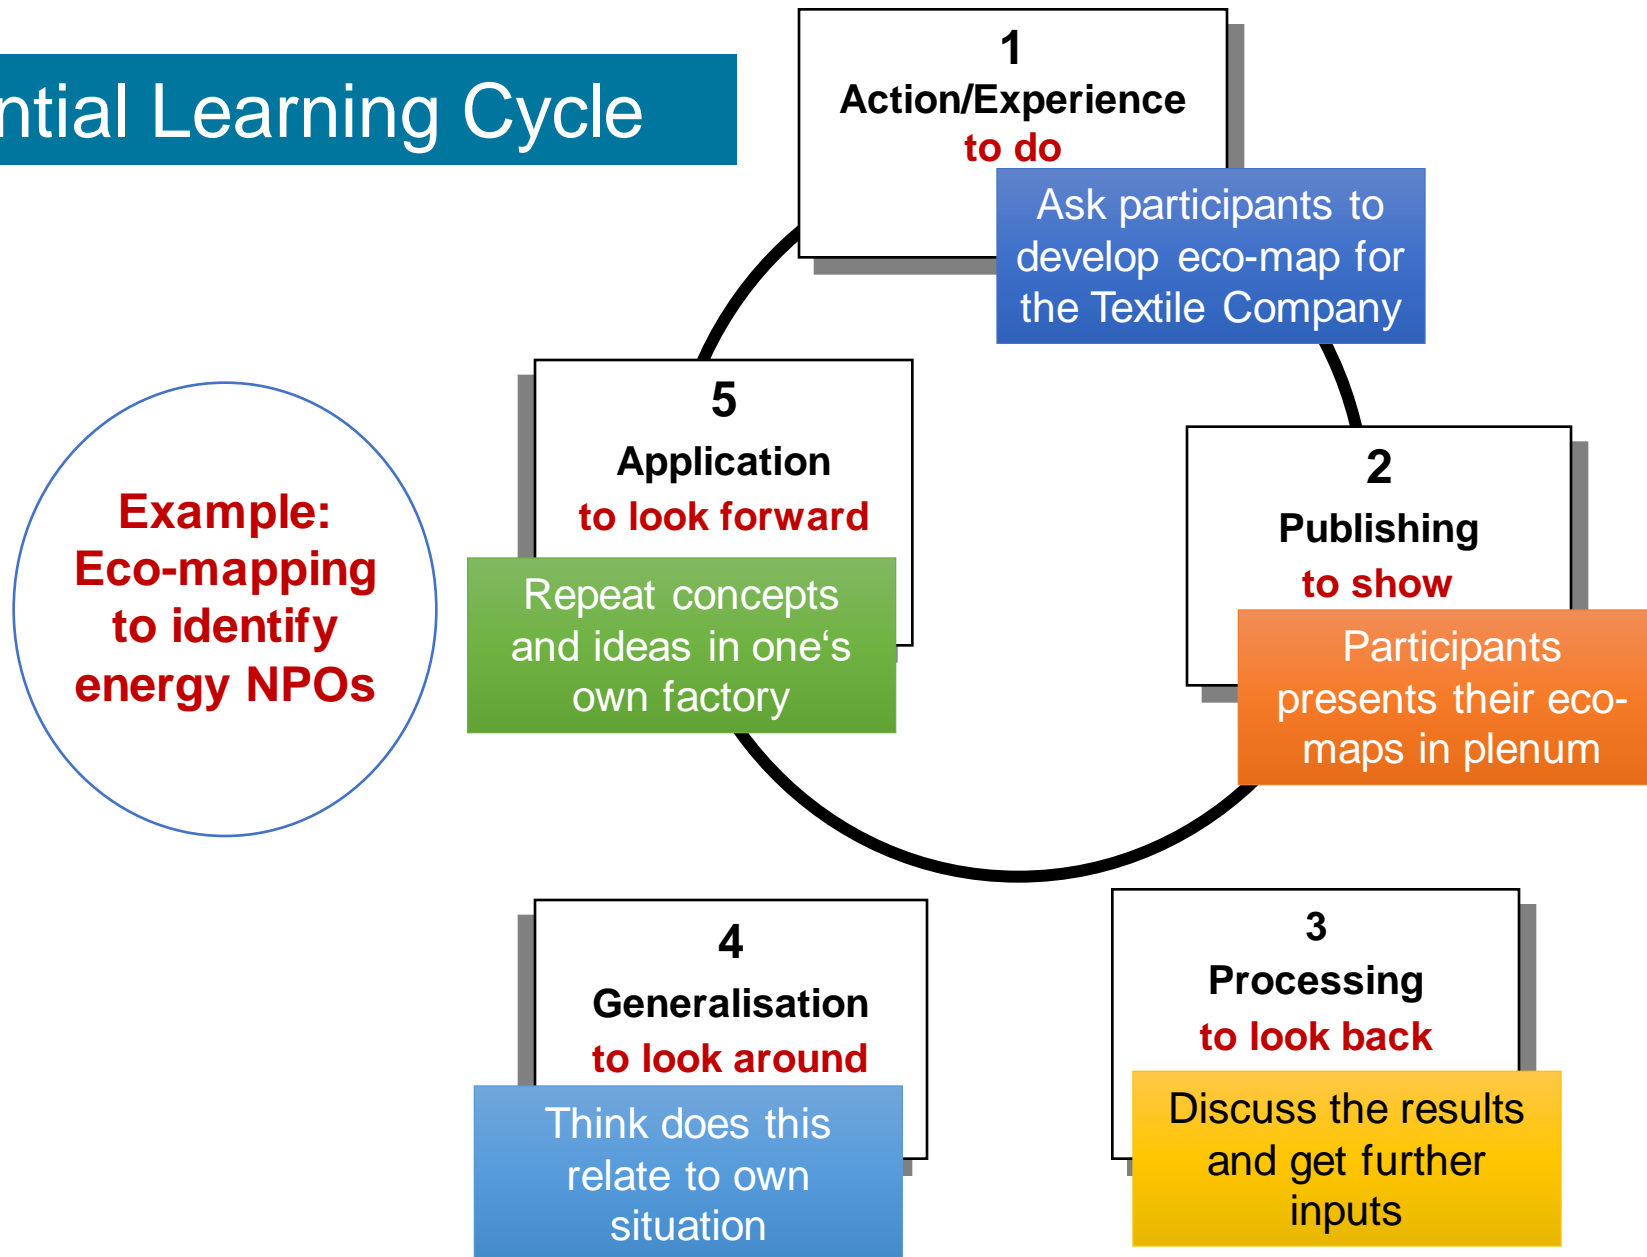 ntial Learning Cycle
1
Action/Experience
to do
Ask participants to
develop eco-map for
the Textile Company
5
Application
to look forward
Repeat concepts
and ideas in one‘s
own factory
Example:
Eco-mapping
to identify
energy NPOs
2
Publishing
to show
Participants
presents their eco-
maps in plenum
4
Generalisation
to look around
Think does this
relate to own
situation
3
Processing
to look back
Discuss the results
and get further
inputs